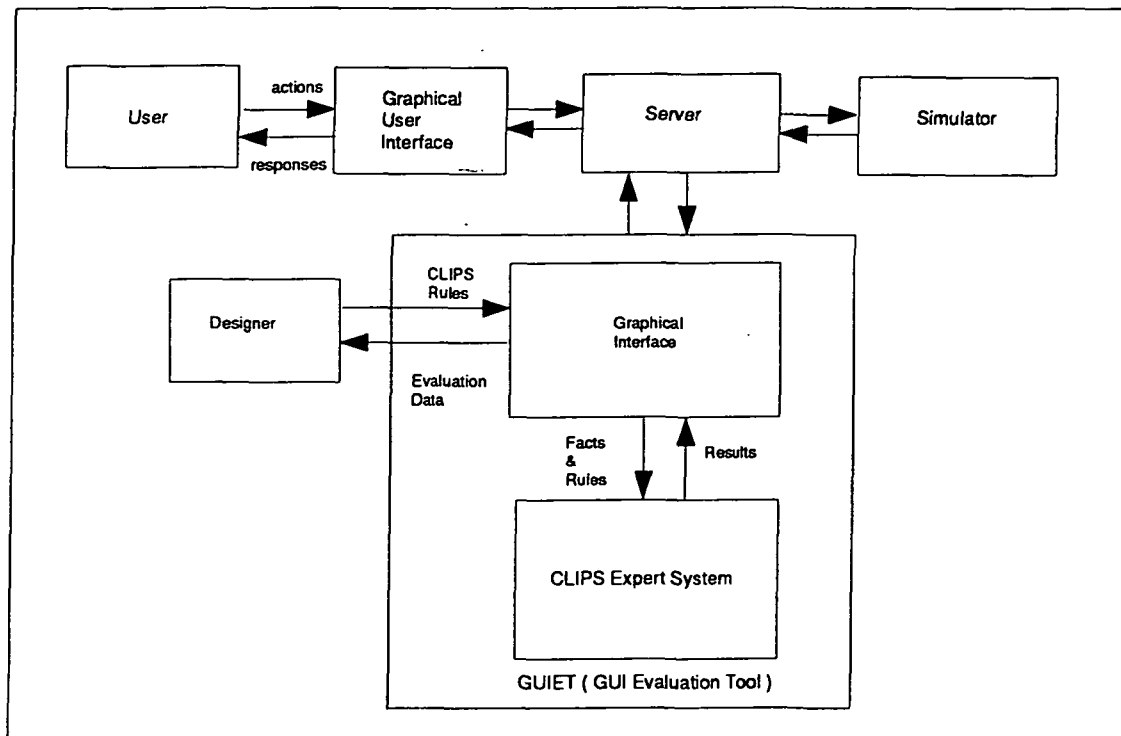 User
actions
responses
Graphical
User
Interface
Server
Simulator
Designer
CLIPS
Rules
Evaluation
Data
Graphical
Interface
Facts
&
Rules
Results
CLIPS Expert System
GUIET ( GUI Evaluation Tool )